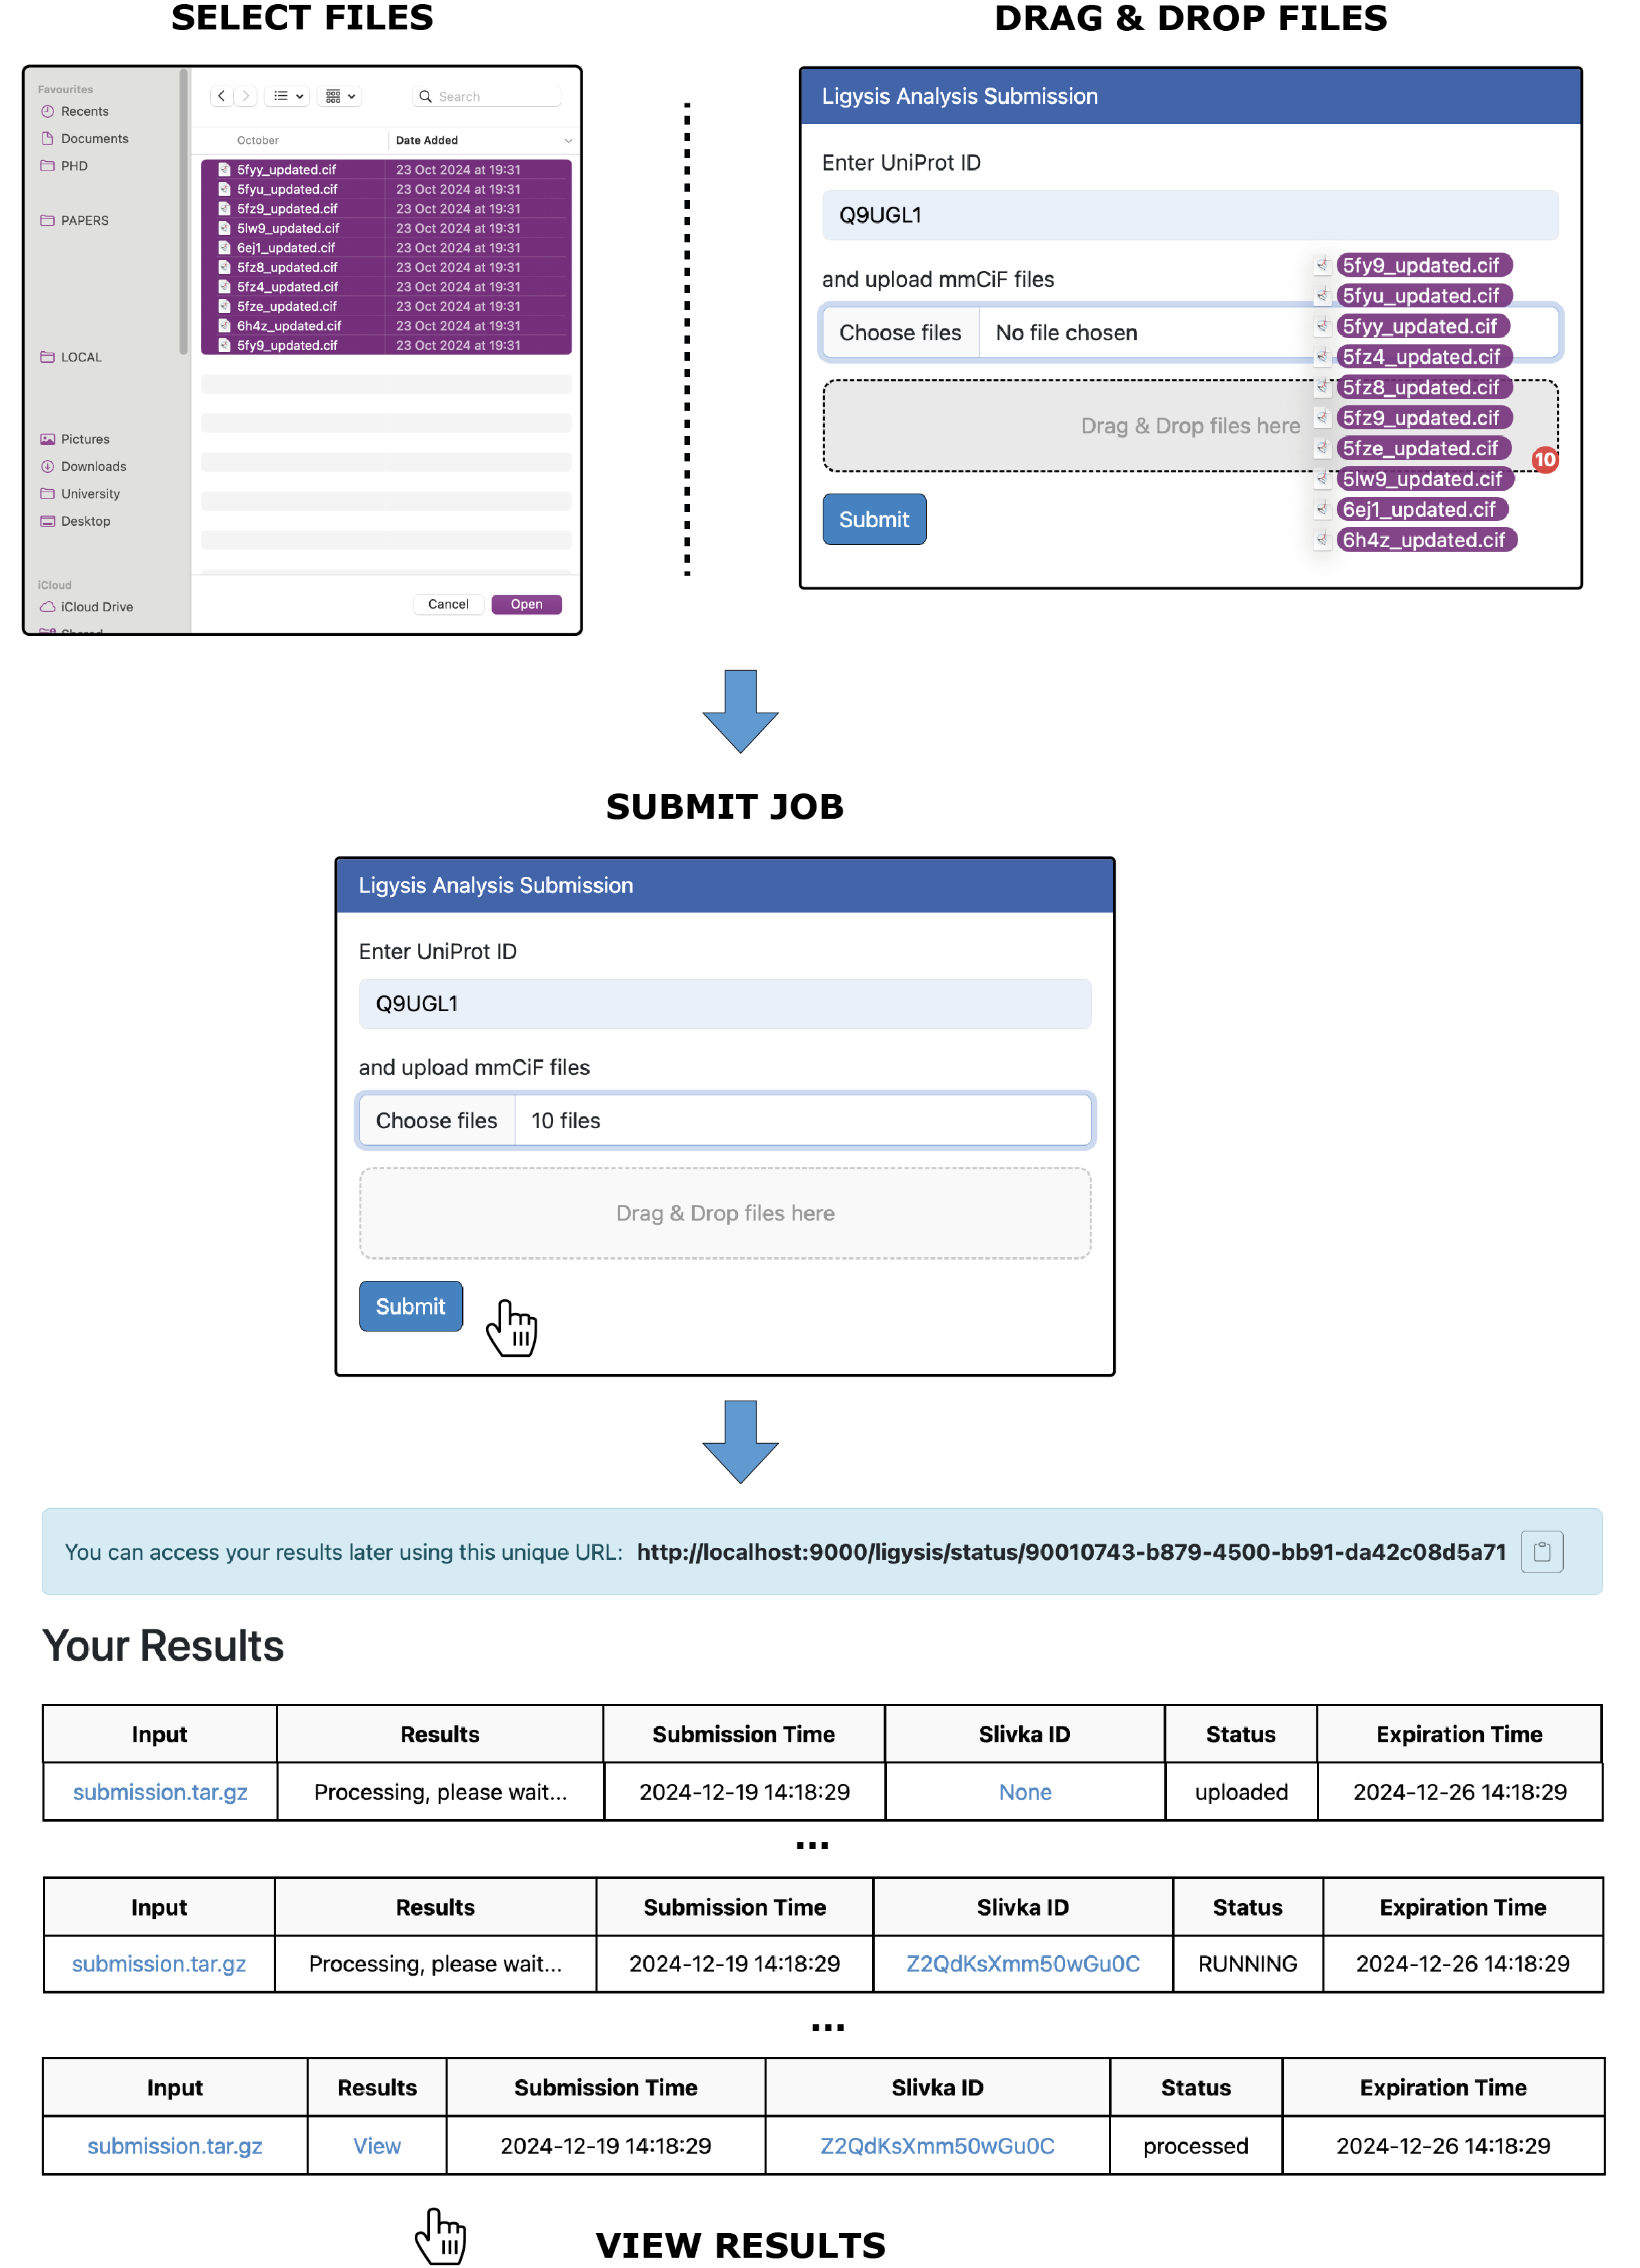 SELECT FILES
DRAG & DROP FILES
Favourites
Recents
Documents
PHD
PAPERS
LOCAL
Pictures
Downloads
University
Desktop
iCloud
iCloud Drive
Shared
Search
October Date Added
5fyy_updated.cif 23 Oct 2024 at 19:31
5fyu_updated.cif 23 Oct 2024 at 19:31
5fz9_updated.cif 23 Oct 2024 at 19:31
5lw9_updated.cif 23 Oct 2024 at 19:31
6ej1_updated.cif 23 Oct 2024 at 19:31
5fz8_updated.cif 23 Oct 2024 at 19:31
5fz4_updated.cif 23 Oct 2024 at 19:31
5fze_updated.cif 23 Oct 2024 at 19:31
6h4z_updated.cif 23 Oct 2024 at 19:31
5fy9_updated.cif 23 Oct 2024 at 19:31
Cancel Open
Ligysis Analysis Submission
Enter UniProt ID
Q9UGL1
and upload mmCiF files
Choose files No file chosen
Drag & Drop files here
Submit
5fy9_updated.cif
5fyu_updated.cif
5fyy_updated.cif
5fz4_updated.cif
5fz8_updated.cif
5fz9_updated.cif
5fze_updated.cif
10
5lw9_updated.cif
6ej1_updated.cif
6h4z_updated.cif
SUBMIT JOB
Ligysis Analysis Submission
Enter UniProt ID
Q9UGL1
and upload mmCiF files
Choose files 10 files
Drag & Drop files here
Submit
You can access your results later using this unique URL: http://localhost:9000/ligysis/status/90010743-b879-4500-bb91-da42c08d5a71
Your Results
Input Results Submission Time Slivka ID Status Expiration Time
submission.tar.gz Processing, please wait... 2024-12-19 14:18:29 None uploaded 2024-12-26 14:18:29
...
Input Results Submission Time Slivka ID Status Expiration Time
submission.tar.gz Processing, please wait... 2024-12-19 14:18:29 Z2QdKsXmm50wGu0C RUNNING 2024-12-26 14:18:29
...
Input Results Submission Time Slivka ID Status Expiration Time
submission.tar.gz View 2024-12-19 14:18:29 Z2QdKsXmm50wGu0C processed 2024-12-26 14:18:29
VIEW RESULTS